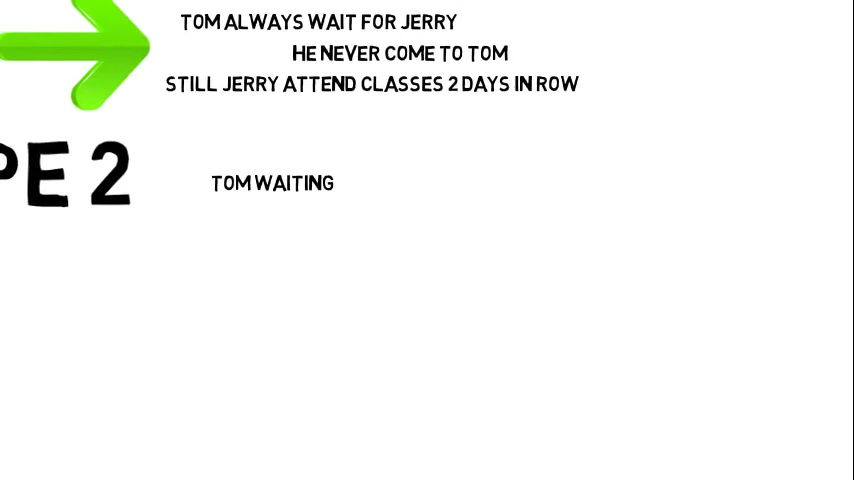 TOM ALWAYS WAIT FOR JERRY
HE NEVER COME TO TOM
STILL JERRY ATTEND CLASSES 2 DAYS IN ROW
PE 2
TOM WAITING